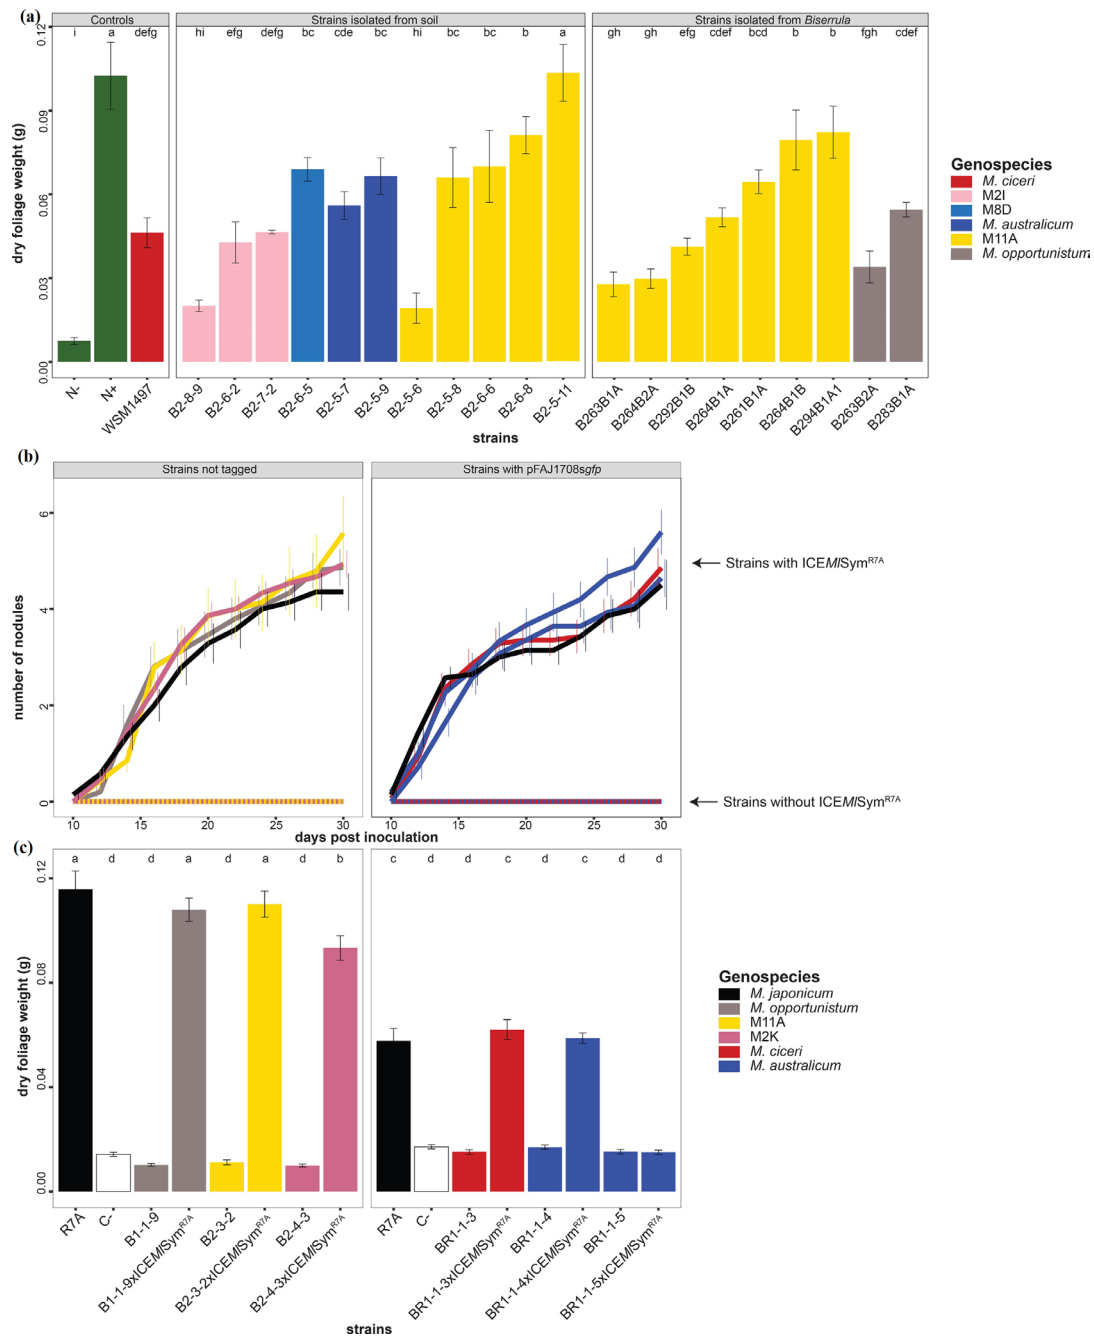 (a)
Controls
Strains isolated from soil
Strains isolated from Biserrula
i a defg
hi efg defg bc cde bc hi bc bc b a
gh gh efg cdef bcd b b fgh cdef
dry foliage weight (g)
0.12
0.09
0.06
0.03
0.00
N- N+ WSM1497
B2-8-9 B2-6-2 B2-7-2 B2-6-5 B2-5-7 B2-5-9 B2-5-6 B2-5-8 B2-6-6 B2-6-8 B2-5-11
B263B1A B264B2A B292B1B B264B1A B261B1A B264B1B B294B1A1 B263B2A B283B1A
strains
Genospecies
M. ciceri
M2I
M8D
M. australicum
M11A
M. opportunistum
(b)
Strains not tagged
Strains with pFAJ1708sgfp
number of nodules
6
4
2
0
Strains with ICEMlSymR7A
Strains without ICEMlSymR7A
10 15 20 25 30
10 15 20 25 30
days post inoculation
(c)
a d d a d a d b
c d d c d c d d
dry foliage weight (g)
0.12
0.08
0.04
0.00
R7A C- B1-1-9 B1-1-9xICEMlSymR7A B2-3-2 B2-3-2xICEMlSymR7A B2-4-3 B2-4-3xICEMlSymR7A
R7A C- BR1-1-3 BR1-1-3xICEMlSymR7A BR1-1-4 BR1-1-4xICEMlSymR7A BR1-1-5 BR1-1-5xICEMlSymR7A
strains
Genospecies
M. japonicum
M. opportunistum
M11A
M2K
M. ciceri
M. australicum